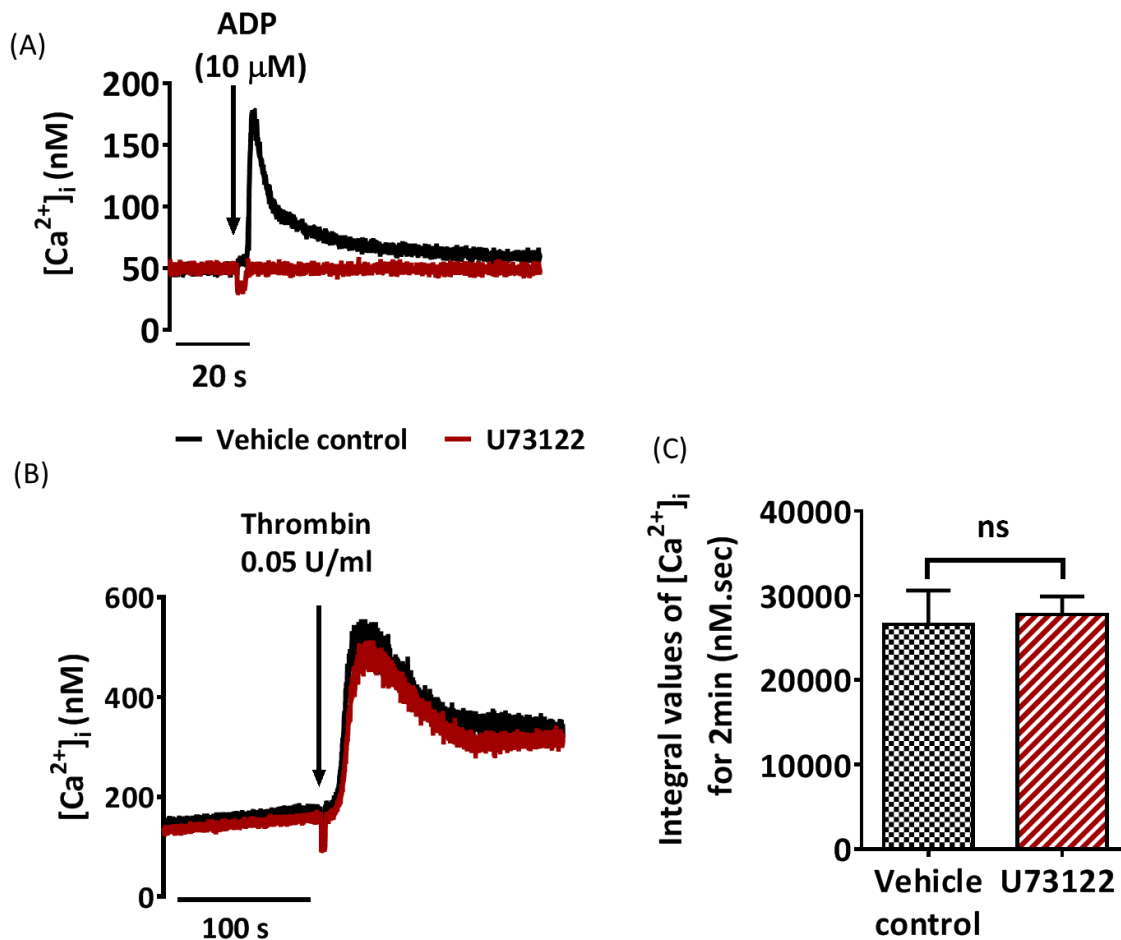 (A)
ADP
(10 μM)
[Ca²⁺]ᵢ (nM)
200
150
100
50
0
20 s
Vehicle control
U73122
(B)
Thrombin
0.05 U/ml
[Ca²⁺]ᵢ (nM)
600
400
200
0
100 s
(C)
Integral values of [Ca²⁺]ᵢ
for 2min (nM.sec)
40000
30000
20000
10000
0
ns
Vehicle
control
U73122